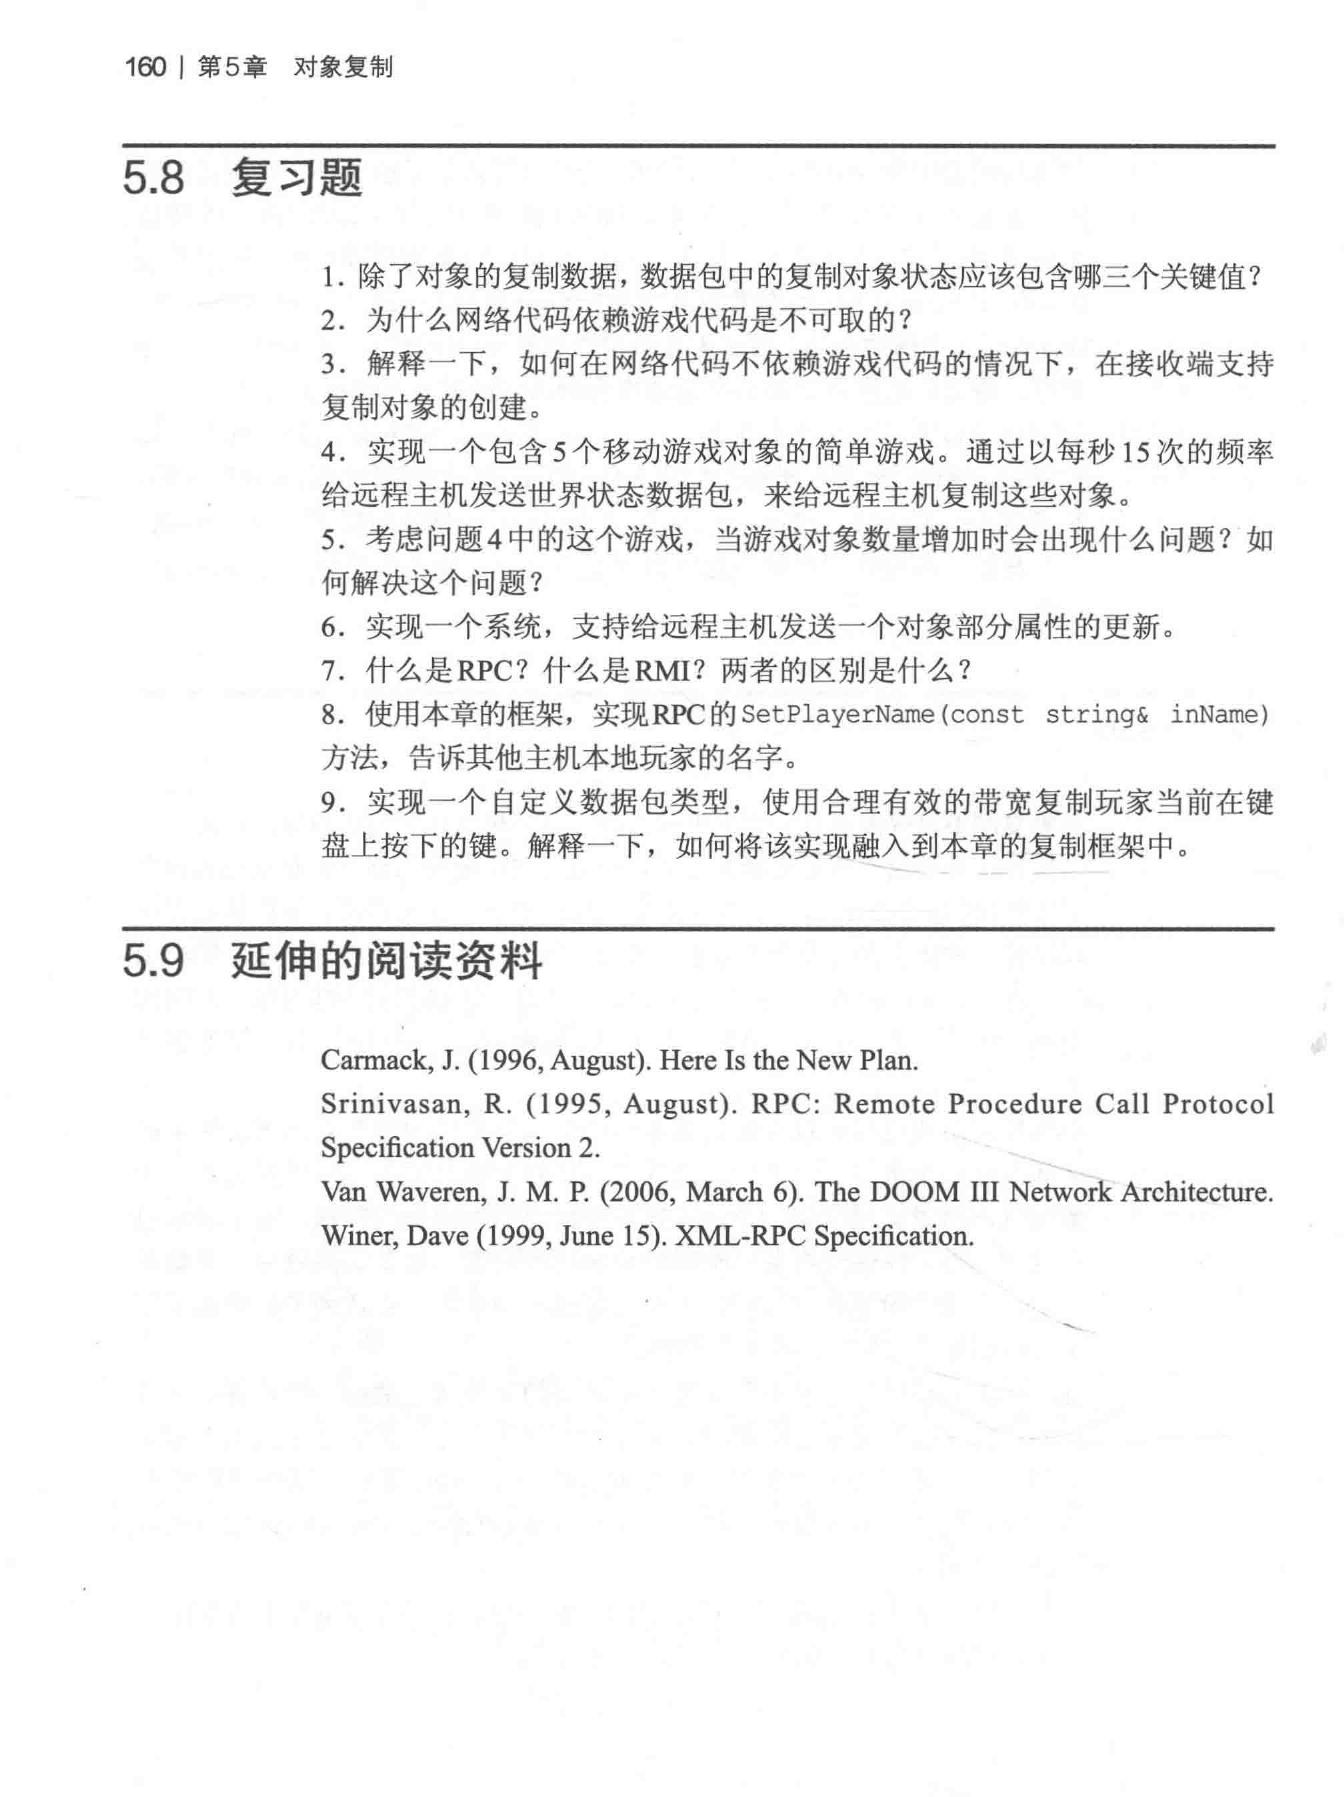 160 | 第5章 对象复制
5.8 复习题
1. 除了对象的复制数据，数据包中的复制对象状态应该包含哪三个关键值？
2. 为什么网络代码依赖游戏代码是不可取的？
3. 解释一下，如何在网络代码不依赖游戏代码的情况下，在接收端支持
复制对象的创建。
4. 实现一个包含5个移动游戏对象的简单游戏。通过以每秒15次的频率
给远程主机发送世界状态数据包，来给远程主机复制这些对象。
5. 考虑问题4中的这个游戏，当游戏对象数量增加时会出现什么问题？如
何解决这个问题？
6. 实现一个系统，支持给远程主机发送一个对象部分属性的更新。
7. 什么是RPC？什么是RMI？两者的区别是什么？
8. 使用本章的框架，实现RPC的SetPlayerName(const string& inName)
方法，告诉其他主机本地玩家的名字。
9. 实现一个自定义数据包类型，使用合理有效的带宽复制玩家当前在键
盘上按下的键。解释一下，如何将该实现融入到本章的复制框架中。
5.9 延伸的阅读资料
Carmack, J. (1996, August). Here Is the New Plan.
Srinivasan, R. (1995, August). RPC: Remote Procedure Call Protocol
Specification Version 2.
Van Waveren, J. M. P. (2006, March 6). The DOOM III Network Architecture.
Winer, Dave (1999, June 15). XML-RPC Specification.